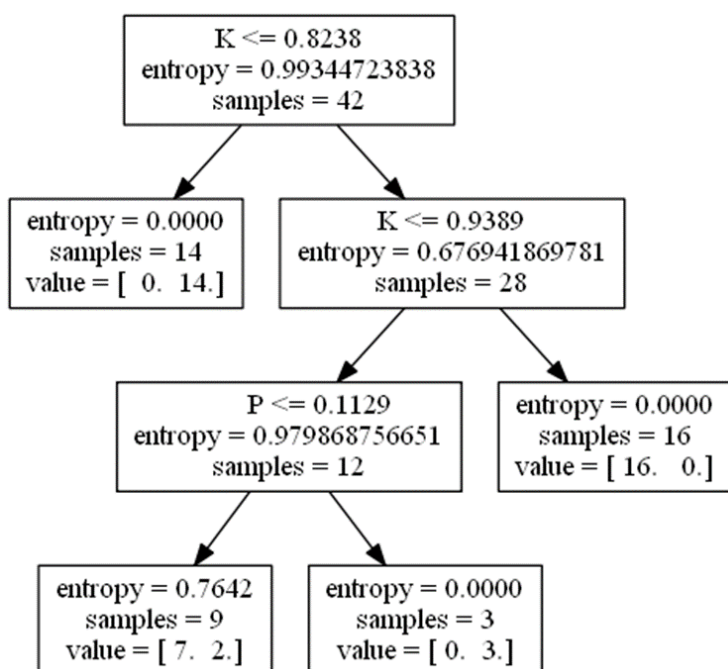 K <= 0.8238
entropy = 0.99344723838
samples = 42
entropy = 0.0000
samples = 14
value = [  0.  14.]
K <= 0.9389
entropy = 0.676941869781
samples = 28
P <= 0.1129
entropy = 0.979868756651
samples = 12
entropy = 0.0000
samples = 16
value = [ 16.   0.]
entropy = 0.7642
samples = 9
value = [ 7.  2.]
entropy = 0.0000
samples = 3
value = [ 0.  3.]